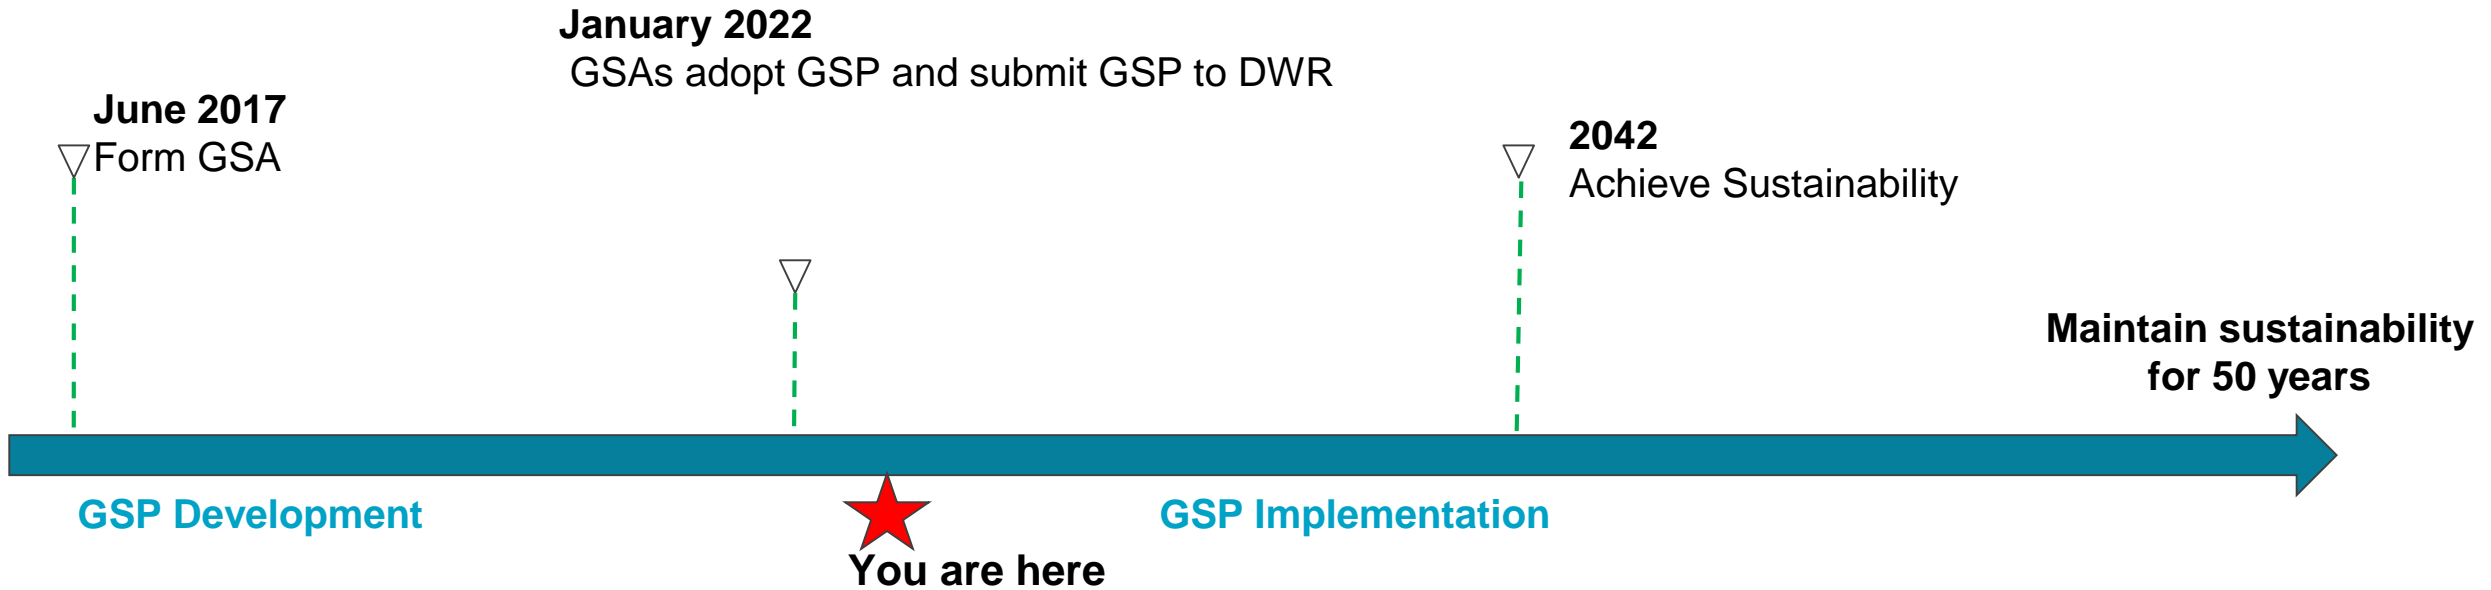 January 2022
GSAs adopt GSP and submit GSP to DWR
June 2017
Form GSA
2042
Achieve Sustainability
Maintain sustainability
for 50 years
GSP Development
GSP Implementation
You are here